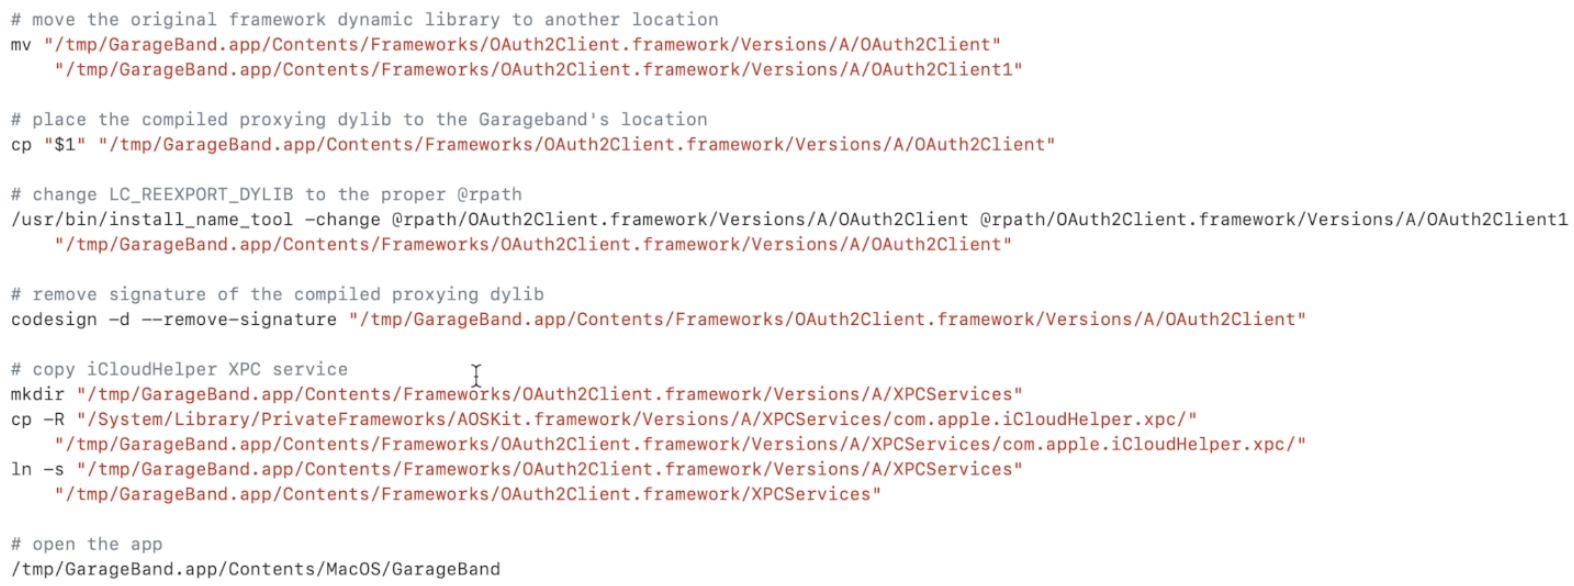 # move the original framework dynamic library to another location
mv "/tmp/GarageBand.app/Contents/Frameworks/OAuth2Client.framework/Versions/A/OAuth2Client"
"/tmp/GarageBand.app/Contents/Frameworks/OAuth2Client.framework/Versions/A/OAuth2Client1"
# place the compiled proxying dylib to the Garageband's location
cp "$1" "/tmp/GarageBand.app/Contents/Frameworks/OAuth2Client.framework/Versions/A/OAuth2Client"
# change LC_REEXPORT_DYLIB to the proper @rpath
/usr/bin/install_name_tool -change @rpath/OAuth2Client.framework/Versions/A/OAuth2Client @rpath/OAuth2Client.framework/Versions/A/OAuth2Client1
"/tmp/GarageBand.app/Contents/Frameworks/OAuth2Client.framework/Versions/A/OAuth2Client"
# remove signature of the compiled proxying dylib
codesign -d --remove-signature "/tmp/GarageBand.app/Contents/Frameworks/OAuth2Client.framework/Versions/A/OAuth2Client"
# copy iCloudHelper XPC service
mkdir "/tmp/GarageBand.app/Contents/Frameworks/OAuth2Client.framework/Versions/A/XPCServices"
cp -R "/System/Library/PrivateFrameworks/AOSKit.framework/Versions/A/XPCServices/com.apple.iCloudHelper.xpc/"
"/tmp/GarageBand.app/Contents/Frameworks/OAuth2Client.framework/Versions/A/XPCServices/com.apple.iCloudHelper.xpc/"
ln -s "/tmp/GarageBand.app/Contents/Frameworks/OAuth2Client.framework/Versions/A/XPCServices"
"/tmp/GarageBand.app/Contents/Frameworks/OAuth2Client.framework/XPCServices"
# open the app
/tmp/GarageBand.app/Contents/MacOS/GarageBand